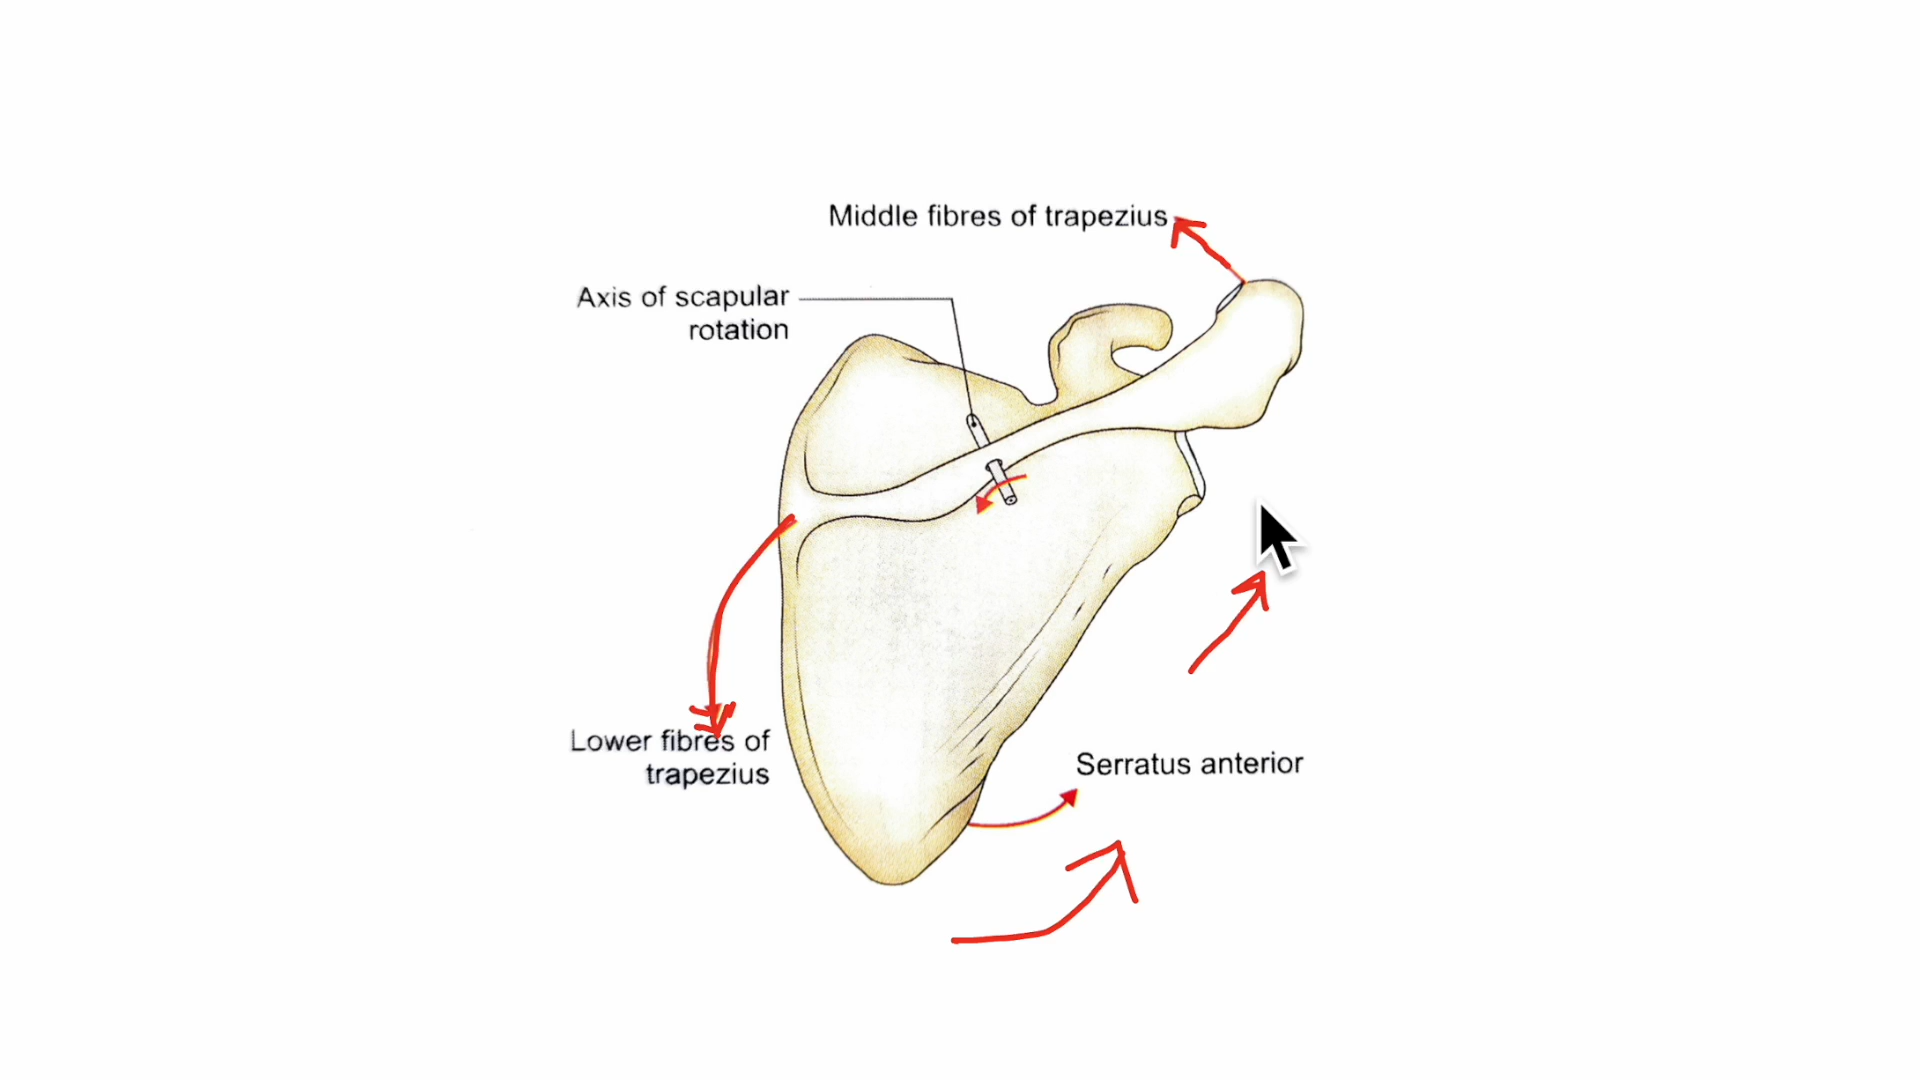 Middle fibres of trapezius
Axis of scapular
rotation
Lower fibres of
trapezius
Serratus anterior